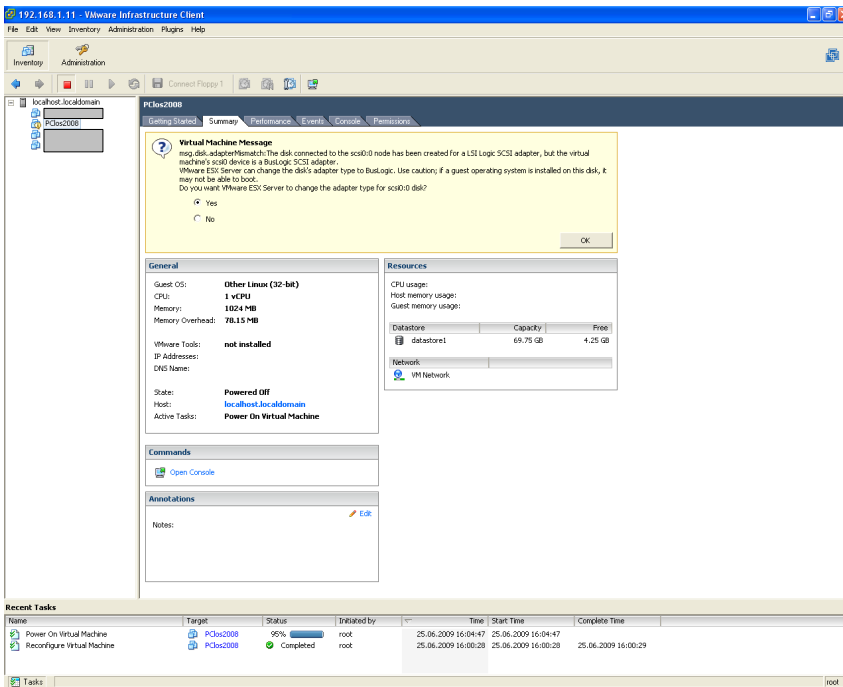 192.168.1.11 - VMware Infrastructure Client
File Edit View Inventory Administration Plugins Help
Inventory Administration
Connect Floppy 1
localhost.localdomain
PClos2008
PClos2008
Getting Started Summary Performance Events Console Permissions
Virtual Machine Message
msg.disk.adapterMismatch:The disk connected to the scsi0:0 node has been created for a LSI Logic SCSI adapter, but the virtual
machine's scsi0 device is a BusLogic SCSI adapter.
VMware ESX Server can change the disk's adapter type to BusLogic. Use caution; if a guest operating system is installed on this disk, it
may not be able to boot.
Do you want VMware ESX Server to change the adapter type for scsi0:0 disk?
Yes
No
OK
General
Guest OS: Other Linux (32-bit)
CPU: 1 vCPU
Memory: 1024 MB
Memory Overhead: 78.15 MB
VMware Tools: not installed
IP Addresses:
DNS Name:
State: Powered Off
Host: localhost.localdomain
Active Tasks: Power On Virtual Machine
Resources
CPU usage:
Host memory usage:
Guest memory usage:
Datastore Capacity Free
datastore1 69.75 GB 4.25 GB
Network
VM Network
Commands
Open Console
Annotations
Edit
Notes:
Recent Tasks
Name Target Status Initiated by Time Start Time Complete Time
Power On Virtual Machine PClos2008 95% root 25.06.2009 16:04:47 25.06.2009 16:04:47
Reconfigure Virtual Machine PClos2008 Completed root 25.06.2009 16:00:28 25.06.2009 16:00:28 25.06.2009 16:00:29
Tasks root